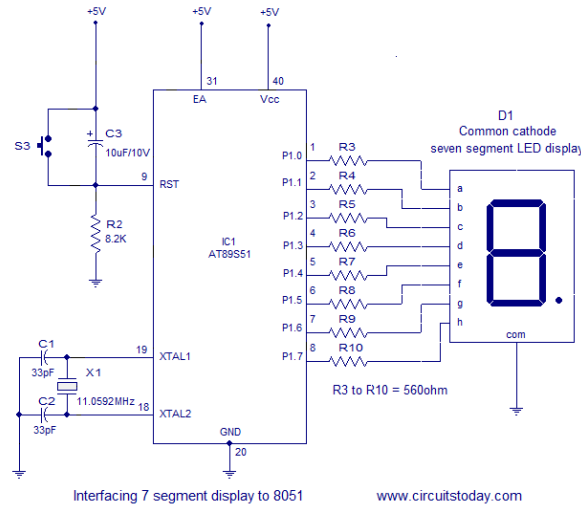 +5V
+5V
+5V
31
40
EA
Vcc
D1
Common cathode
seven segment LED display
S3
+
C3
10uF/10V
9
RST
R2
8.2K
IC1
AT89S51
P1.0
1
R3
a
P1.1
2
R4
b
P1.2
3
R5
c
P1.3
4
R6
d
P1.4
5
R7
e
P1.5
6
R8
f
P1.6
7
R9
g
P1.7
8
R10
h
com
C1
33pF
19
XTAL1
X1
11.0592MHz
C2
33pF
18
XTAL2
R3 to R10 = 560ohm
GND
20
Interfacing 7 segment display to 8051
www.circuitstoday.com